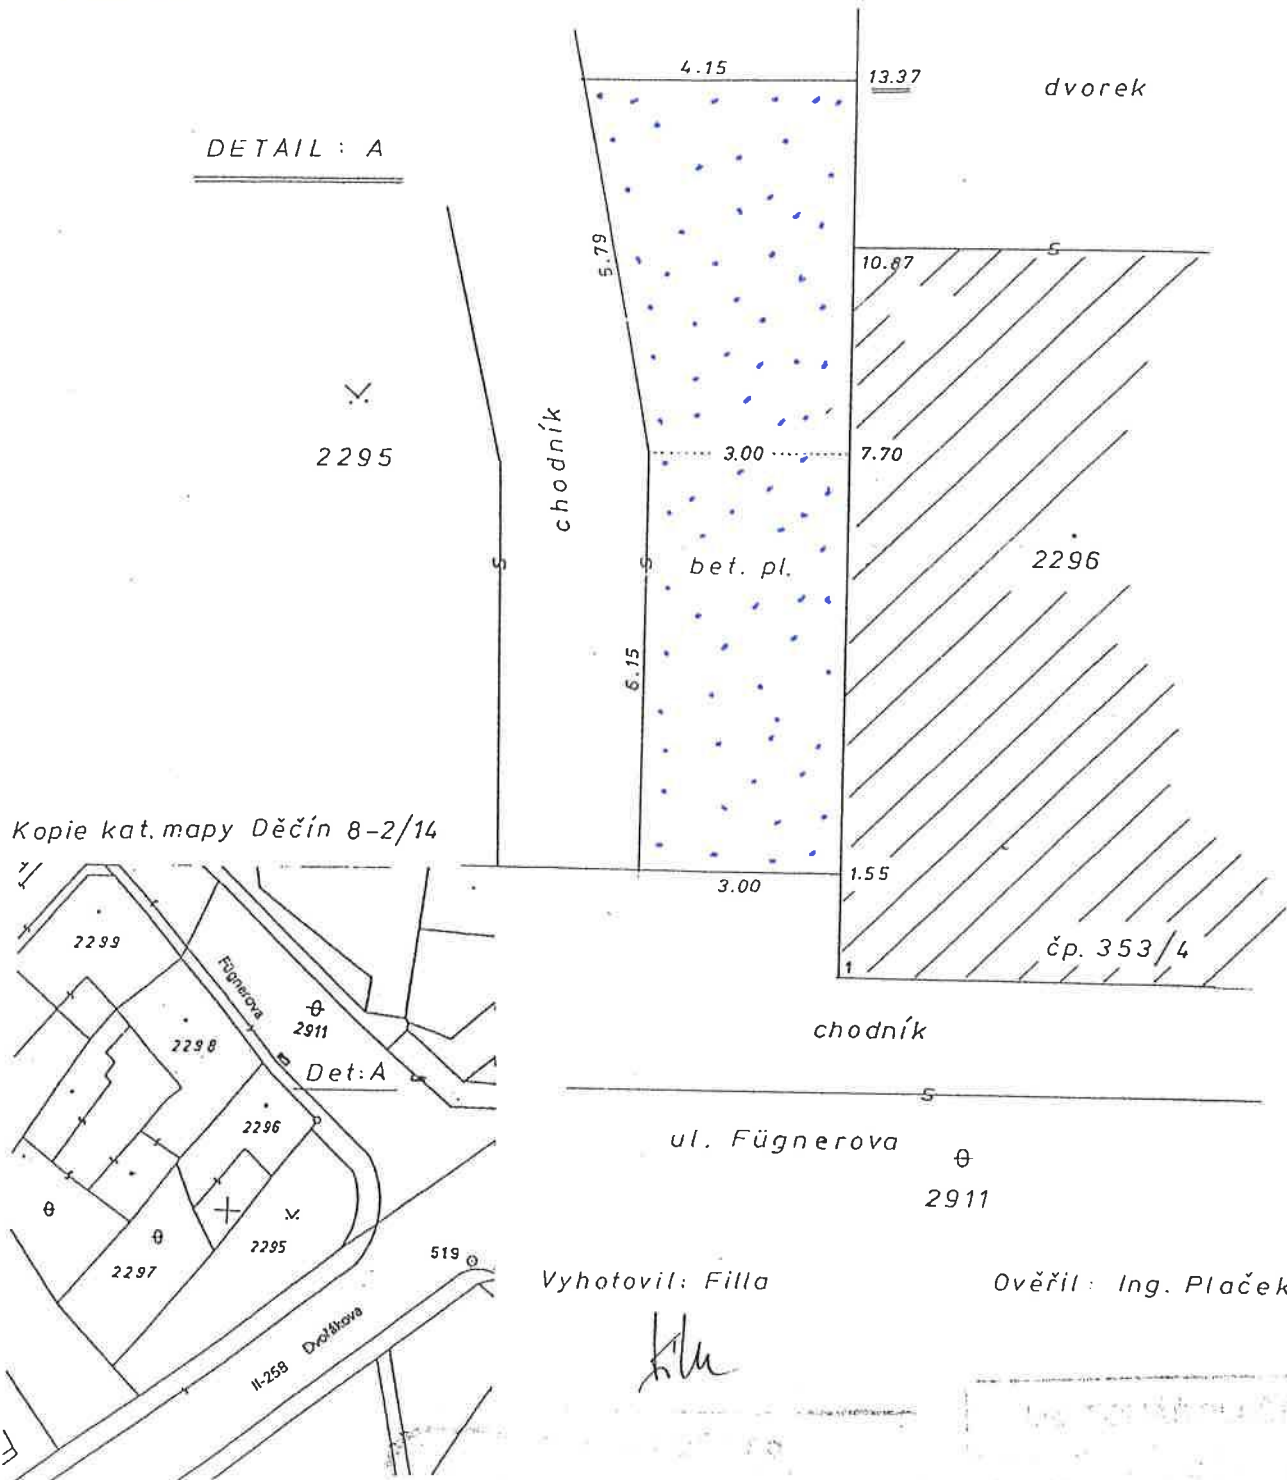 4.15
13.37
dvorek
DETAIL : A
5.79
10.87
2295
chodník
3.00
7.70
bet. pl.
2296
6.15
Kopie kat. mapy Děčín 8-2/14
3.00
1.55
čp. 353/4
1
chodník
ul. Fügnerova
2911
2299
Fügnerova
2911
2298
Det:A
2296
2295
2297
519
II-258 Dvořákova
Vyhotovil: Filla
Ověřil: Ing. Plaček